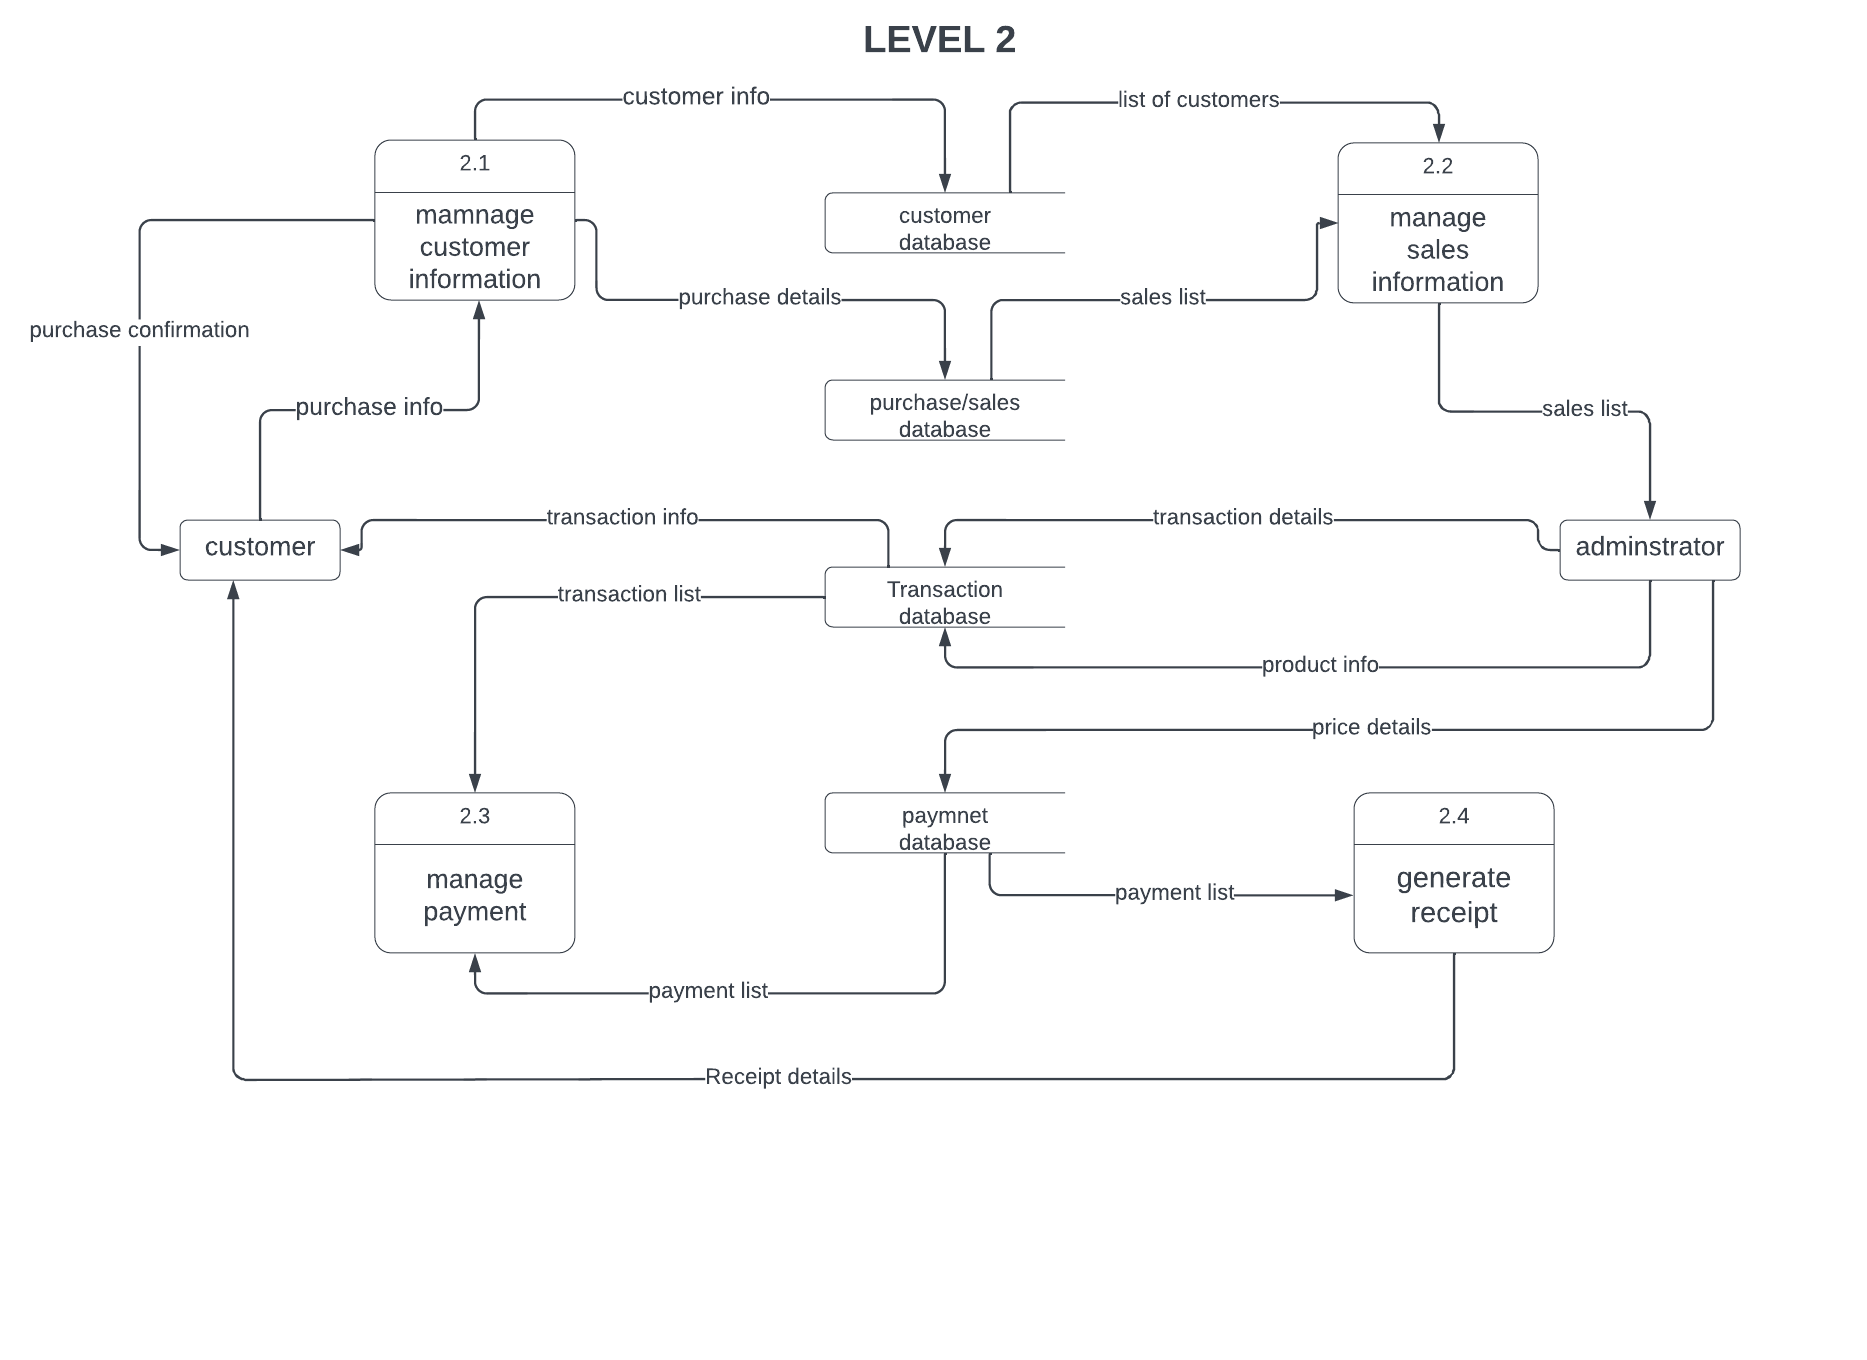 LEVEL 2
customer info
list of customers
2.1
mamnage
customer
information
2.2
manage
sales
information
customer
database
purchase details
sales list
purchase confirmation
purchase info
purchase/sales
database
sales list
customer
transaction info
transaction details
adminstrator
transaction list
Transaction
database
product info
price details
2.3
manage
payment
paymnet
database
2.4
generate
receipt
payment list
payment list
Receipt details